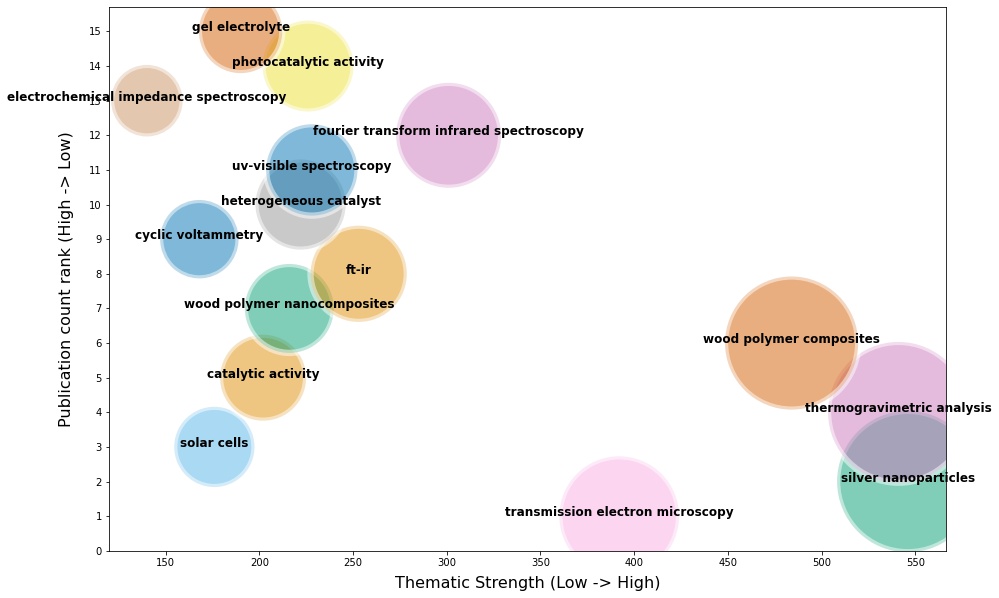 15
gel electrolyte
photocatalytic activity
14
electrochemical impedance spectroscopy
13
12
fourier transform infrared spectroscopy
11
uv-visible spectroscopy
10
heterogeneous catalyst
9
cyclic voltammetry
8
ft-ir
7
wood polymer nanocomposites
6
wood polymer composites
5
catalytic activity
4
thermogravimetric analysis
3
solar cells
2
silver nanoparticles
1
transmission electron microscopy
0
150 200 250 300 350 400 450 500 550
Thematic Strength (Low -> High)
Publication count rank (High -> Low)